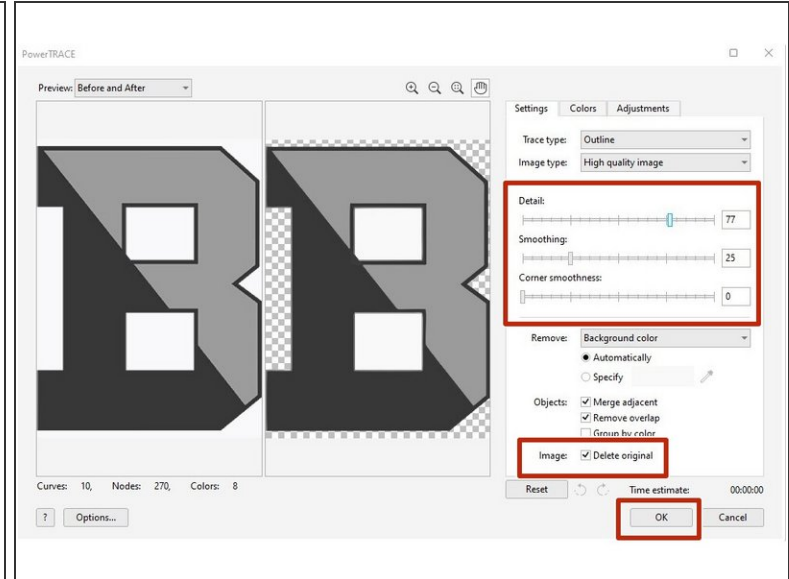 PowerTRACE
Preview: Before and After
B B
Settings Colors Adjustments
Trace type: Outline
Image type: High quality image
Detail:
77
Smoothing:
25
Corner smoothness:
0
Remove: Background color
Automatically
Specify
Objects: Merge adjacent
Remove overlap
Group by color
Image: Delete original
Curves: 10, Nodes: 270, Colors: 8
Reset Time estimate: 00:00:00
? Options... OK Cancel